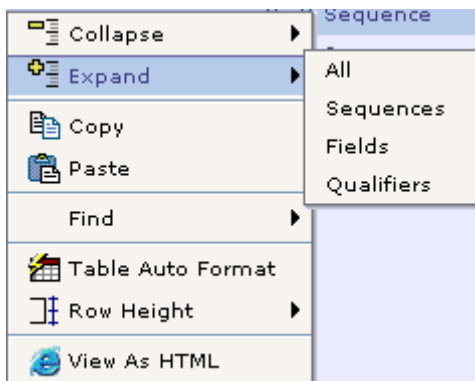 Sequence
Collapse
Expand
Copy
Paste
Find
Table Auto Format
Row Height
View As HTML
All
Sequences
Fields
Qualifiers